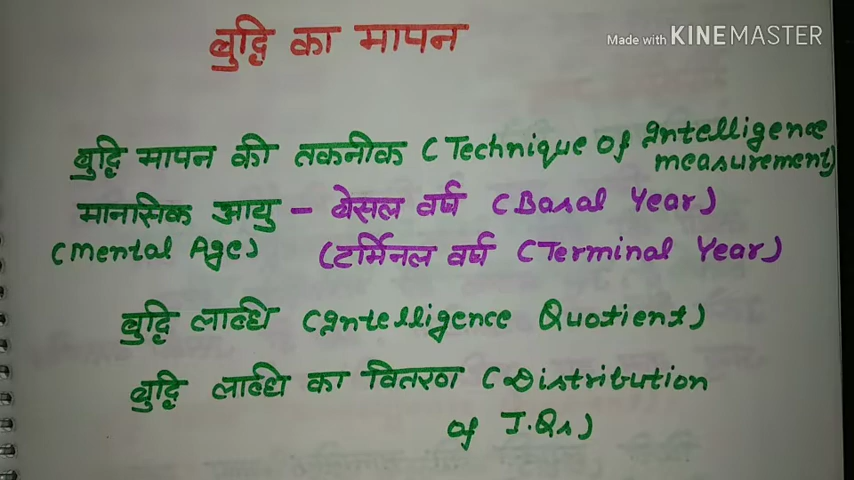 बुद्धि का मापन
Made with KINEMASTER
बुद्धि मापन की तकनीक ( Technique of Intelligence
measurement)
मानसिक आयु – बेसल वर्ष (Basal Year)
(Mental Age) (टर्मिनल वर्ष (Terminal Year)
बुद्धि लब्धि (Intelligence Quotient)
बुद्धि लब्धि का वितरण (Distribution
of I.Qs)